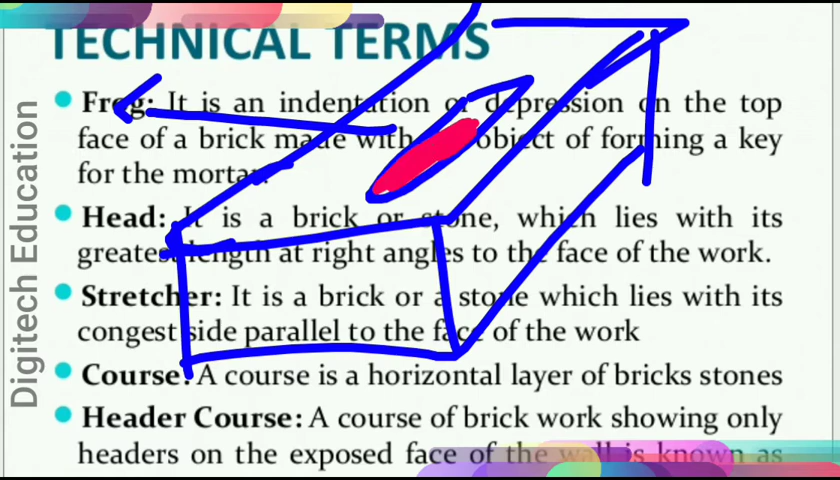 TECHNICAL TERMS
Frog: It is an indentation or depression on the top
face of a brick made with object of forming a key
for the mortar.
Head: It is a brick or stone, which lies with its
greatest length at right angles to the face of the work.
Stretcher: It is a brick or a stone which lies with its
congest side parallel to the face of the work
Course: A course is a horizontal layer of bricks stones
Header Course: A course of brick work showing only
headers on the exposed face of the wall is known as
Digitech Education